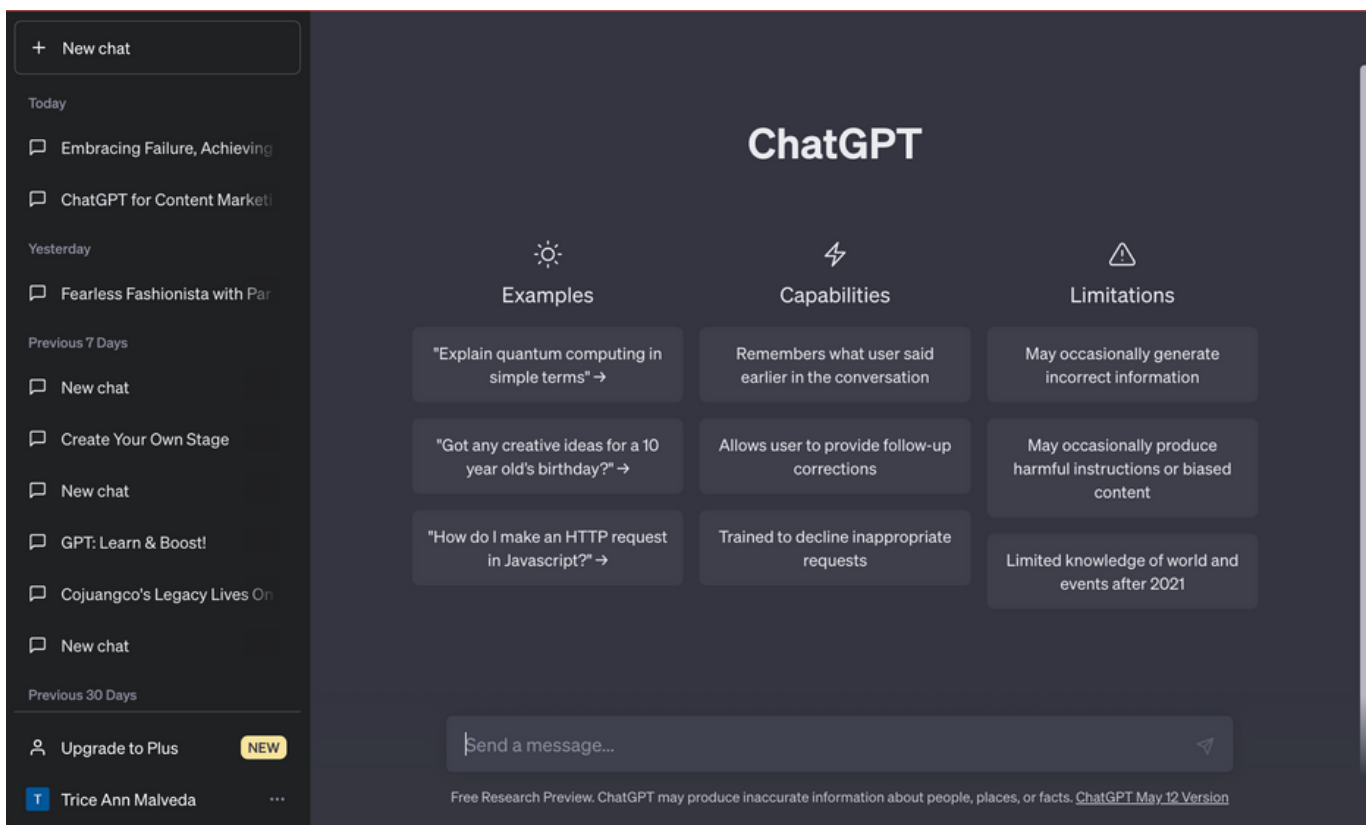 + New chat
Today
Embracing Failure, Achieving
ChatGPT for Content Marketi
Yesterday
Fearless Fashionista with Par
Previous 7 Days
New chat
Create Your Own Stage
New chat
GPT: Learn & Boost!
Cojuangco's Legacy Lives On
New chat
Previous 30 Days
Upgrade to Plus NEW
T Trice Ann Malveda ...
ChatGPT
Examples
"Explain quantum computing in
simple terms" →
"Got any creative ideas for a 10
year old's birthday?" →
"How do I make an HTTP request
in Javascript?" →
Capabilities
Remembers what user said
earlier in the conversation
Allows user to provide follow-up
corrections
Trained to decline inappropriate
requests
Limitations
May occasionally generate
incorrect information
May occasionally produce
harmful instructions or biased
content
Limited knowledge of world and
events after 2021
Send a message...
Free Research Preview. ChatGPT may produce inaccurate information about people, places, or facts. ChatGPT May 12 Version